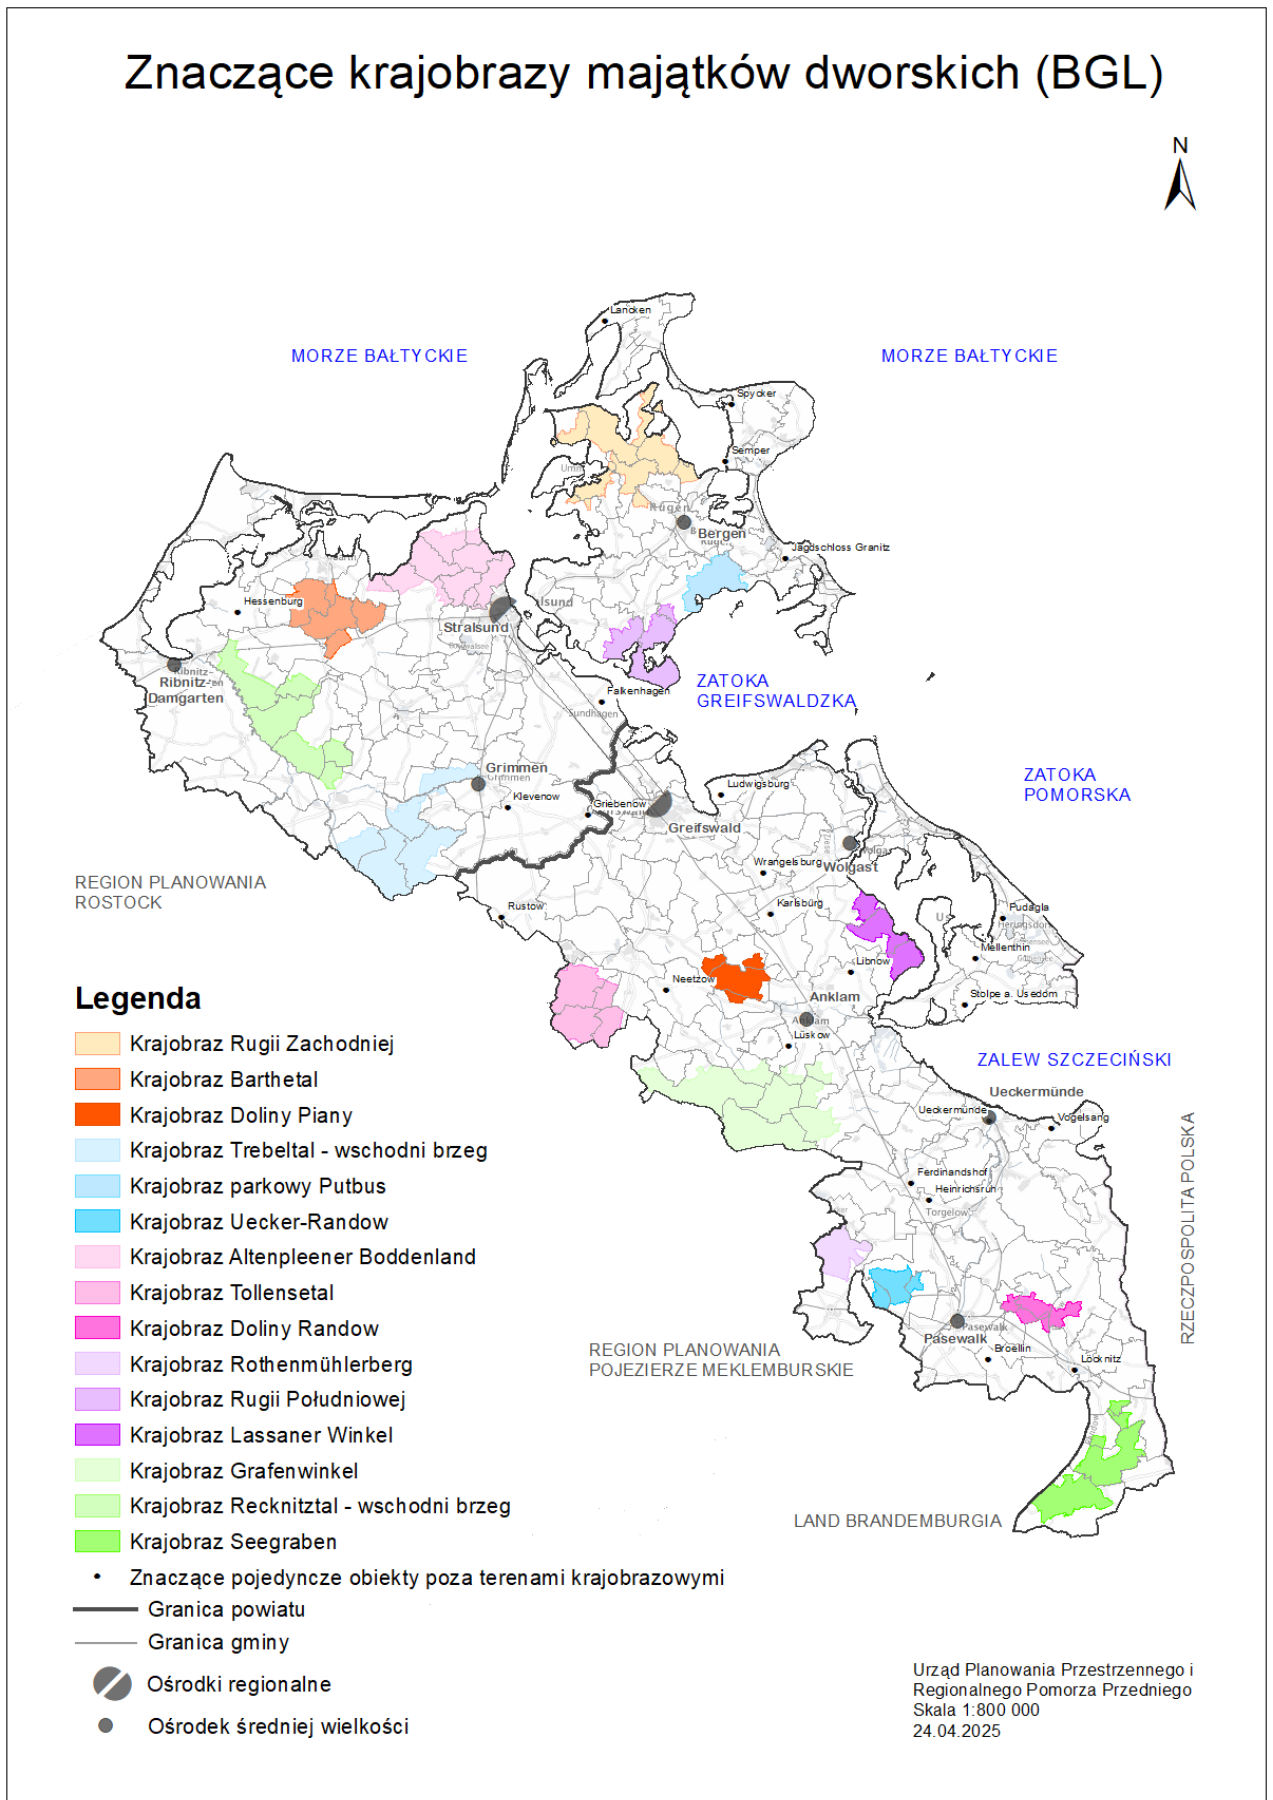 Znaczące krajobrazy majątków dworskich (BGL)
N
Lancken
MORZE BAŁTYCKIE
MORZE BAŁTYCKIE
Spycker
Semper
Rügen
Bergen
Jagdschloss Granitz
Hessenburg
Stralsund
Ribnitz-
Ribnitz-
Damgarten
ZATOKA
GREIFSWALDZKA
Falkenhagen
Sundhagen
Grimmen
Grimmen
Klevenow
Griebenow
Ludwigsburg
Greifswald
ZATOKA
POMORSKA
Wolgast
Wrangelsburg
Karlsburg
REGION PLANOWANIA
ROSTOCK
Rustow
Pudagla
Heringsdorf
Mellenthin
Libnow
Neetzow
Stolpe a. Usedom
Anklam
Anklam
Lüskow
ZALEW SZCZECIŃSKI
Ueckermünde
Ueckermünde
Vogelsang
Ferdinandshof
Heinrichsruh
Torgelow
RZECZPOSPOLITA POLSKA
Pasewalk
Pasewalk
Broellin
Löcknitz
REGION PLANOWANIA
POJEZIERZE MEKLEMBURSKIE
LAND BRANDEMBURGIA
Legenda
Krajobraz Rugii Zachodniej
Krajobraz Barthetal
Krajobraz Doliny Piany
Krajobraz Trebeltal - wschodni brzeg
Krajobraz parkowy Putbus
Krajobraz Uecker-Randow
Krajobraz Altenpleener Boddenland
Krajobraz Tollensetal
Krajobraz Doliny Randow
Krajobraz Rothenmühlerberg
Krajobraz Rugii Południowej
Krajobraz Lassaner Winkel
Krajobraz Grafenwinkel
Krajobraz Recknitztal - wschodni brzeg
Krajobraz Seegraben
Znaczące pojedyncze obiekty poza terenami krajobrazowymi
Granica powiatu
Granica gminy
Ośrodki regionalne
Ośrodek średniej wielkości
Urząd Planowania Przestrzennego i
Regionalnego Pomorza Przedniego
Skala 1:800 000
24.04.2025